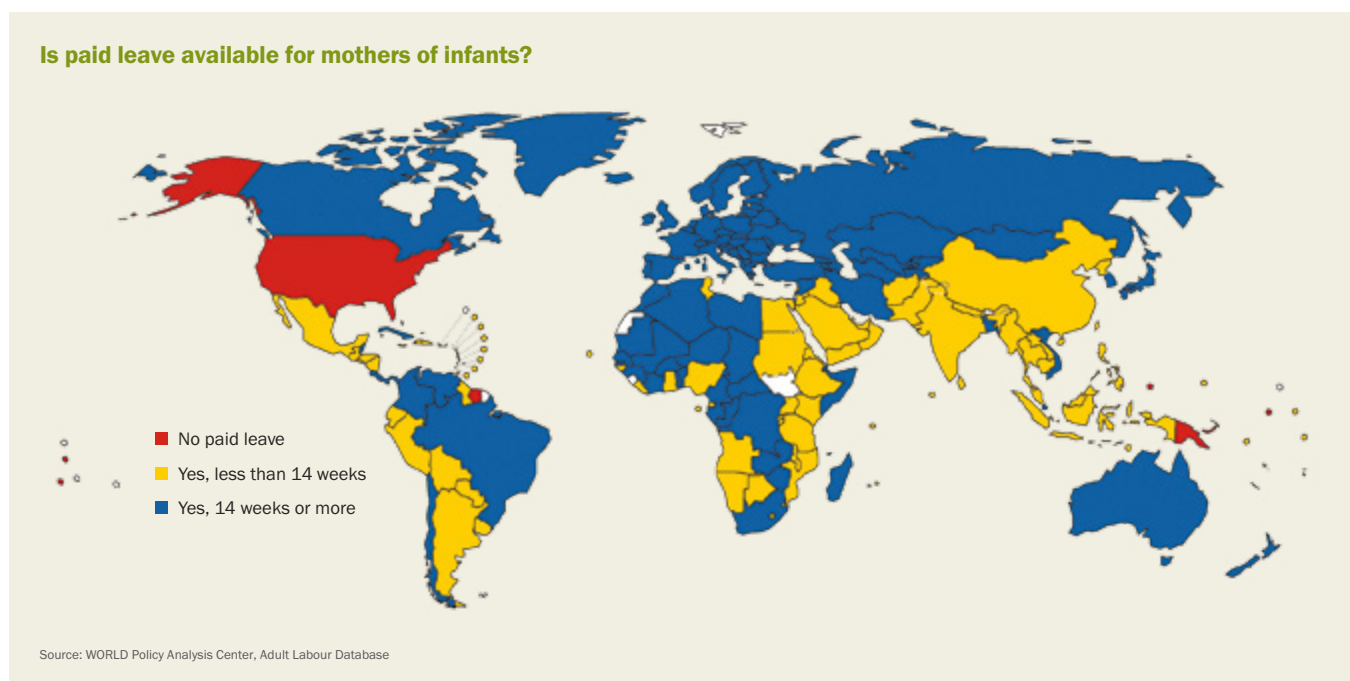 Is paid leave available for mothers of infants?
No paid leave
Yes, less than 14 weeks
Yes, 14 weeks or more
Source: WORLD Policy Analysis Center, Adult Labour Database